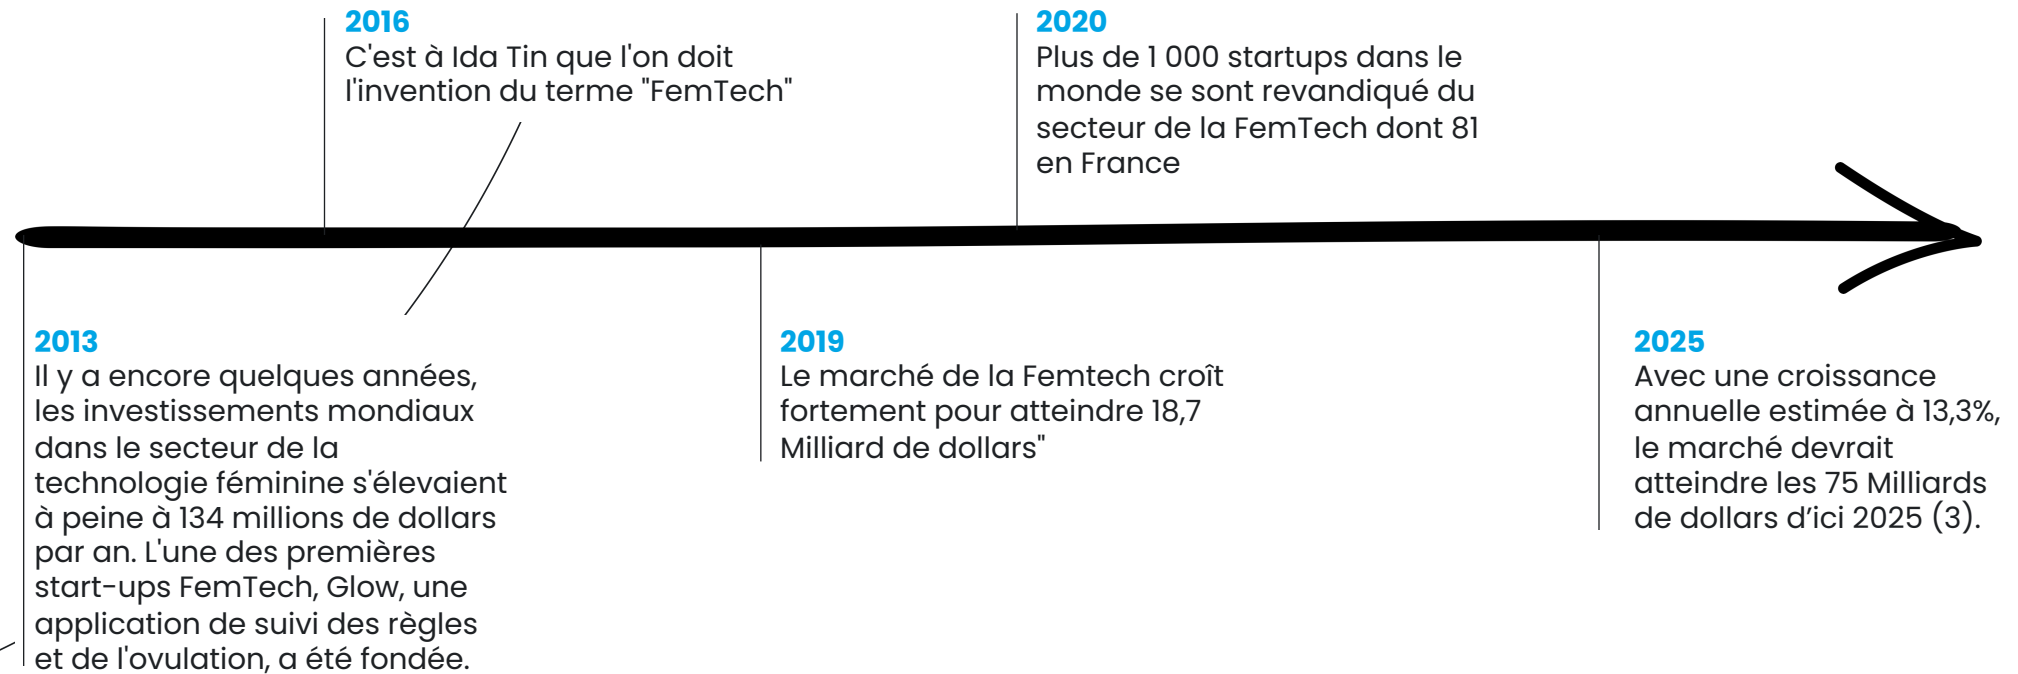 2016
C'est à Ida Tin que l'on doit
l'invention du terme "FemTech"
2020
Plus de 1 000 startups dans le
monde se sont revandiqué du
secteur de la FemTech dont 81
en France
2013
Il y a encore quelques années,
les investissements mondiaux
dans le secteur de la
technologie féminine s'élevaient
à peine à 134 millions de dollars
par an. L'une des premières
start-ups FemTech, Glow, une
application de suivi des règles
et de l'ovulation, a été fondée.
2019
Le marché de la Femtech croît
fortement pour atteindre 18,7
Milliard de dollars"
2025
Avec une croissance
annuelle estimée à 13,3%,
le marché devrait
atteindre les 75 Milliards
de dollars d’ici 2025 (3).